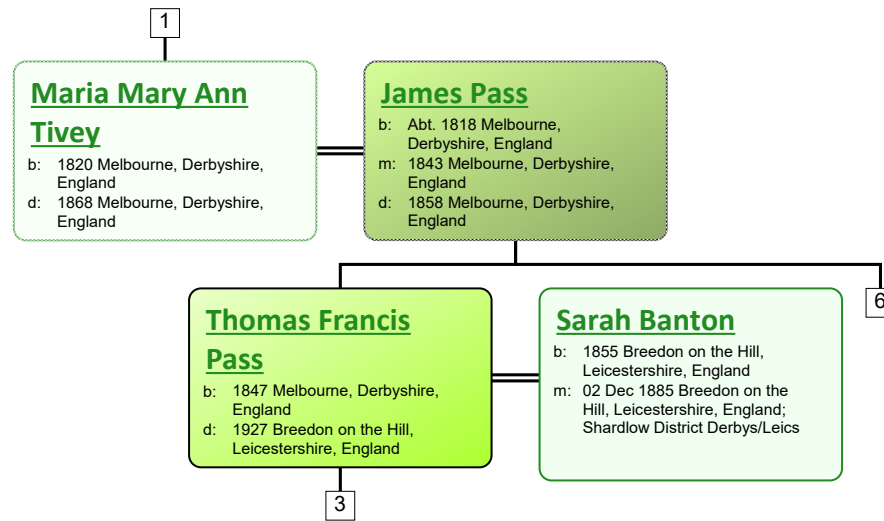 1
Maria Mary Ann
Tivey
b: 1820 Melbourne, Derbyshire,
England
d: 1868 Melbourne, Derbyshire,
England
James Pass
b: Abt. 1818 Melbourne,
Derbyshire, England
m: 1843 Melbourne, Derbyshire,
England
d: 1858 Melbourne, Derbyshire,
England
Thomas Francis
Pass
b: 1847 Melbourne, Derbyshire,
England
d: 1927 Breedon on the Hill,
Leicestershire, England
Sarah Banton
b: 1855 Breedon on the Hill,
Leicestershire, England
m: 02 Dec 1885 Breedon on the
Hill, Leicestershire, England;
Shardlow District Derbys/Leics
6
3